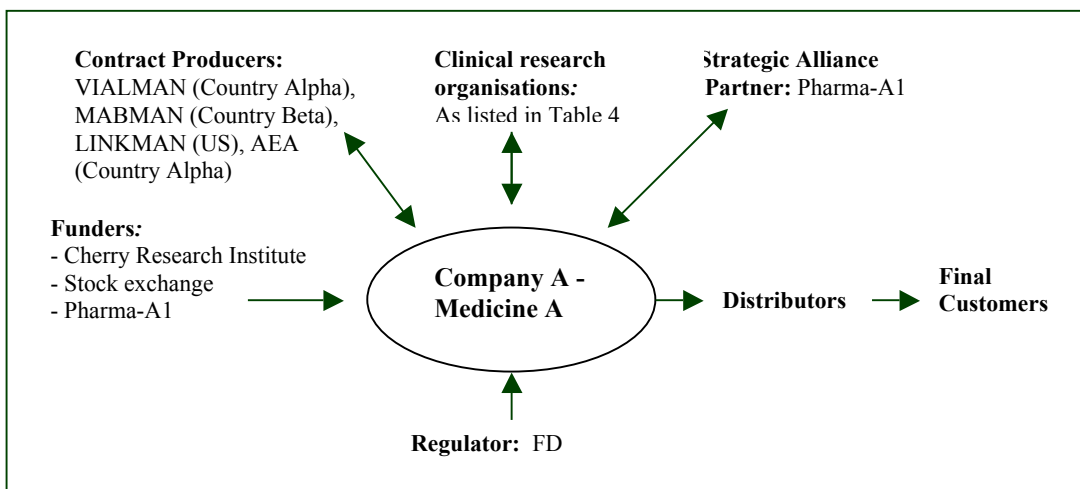 Contract Producers:
VIALMAN (Country Alpha),
MABMAN (Country Beta),
LINKMAN (US), AEA
(Country Alpha)
Clinical research
organisations:
As listed in Table 4
Strategic Alliance
Partner: Pharma-A1
Funders:
- Cherry Research Institute
- Stock exchange
- Pharma-A1
Company A -
Medicine A
Distributors
Final
Customers
Regulator: FD